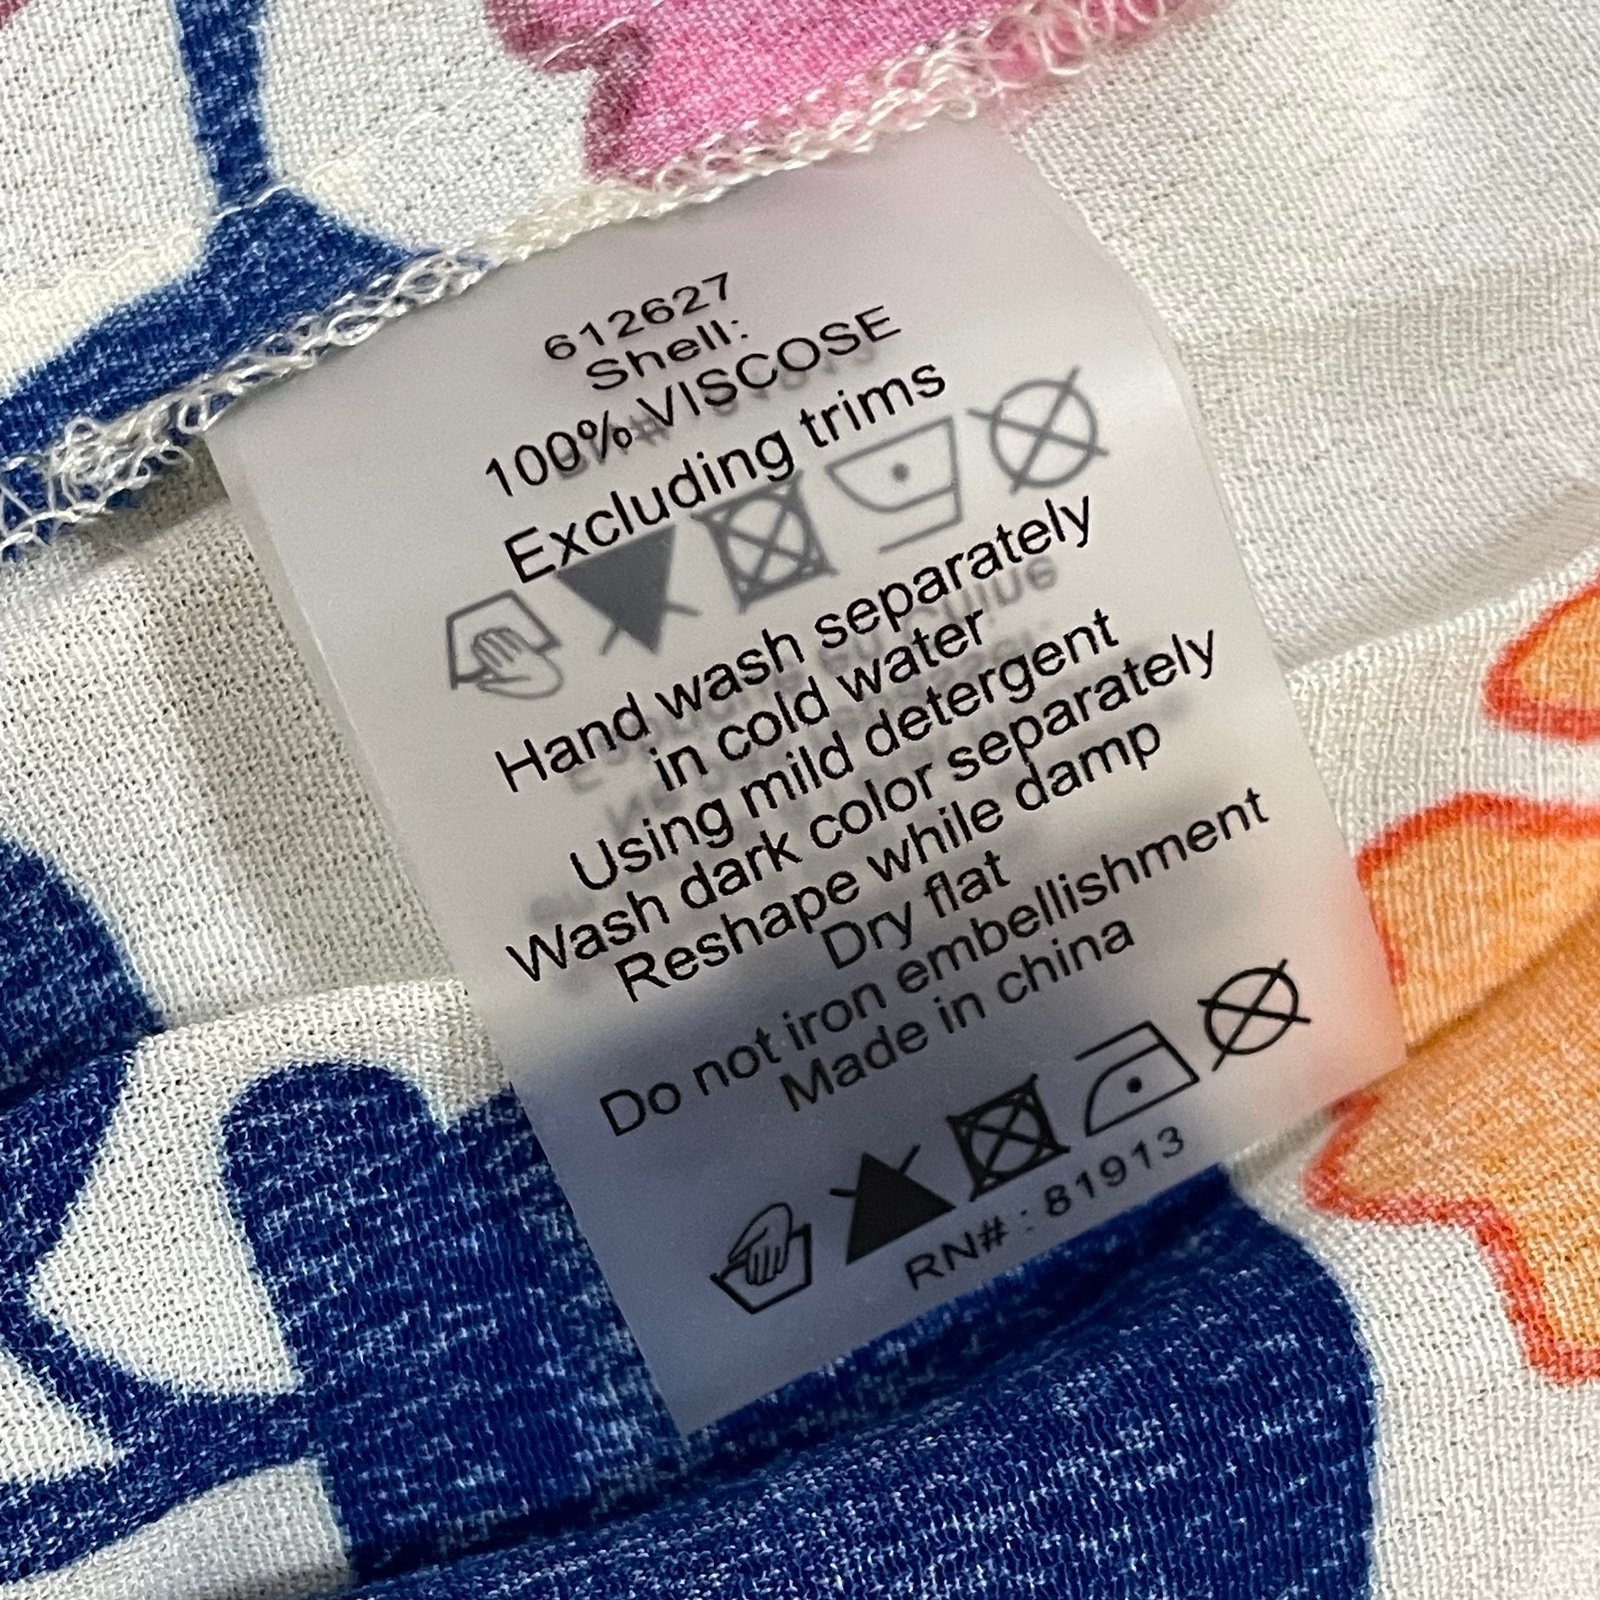 612627
Shell:
100% VISCOSE
Excluding trims
Hand wash separately
in cold water
Using mild detergent
Wash dark color separately
Reshape while damp
Dry flat
Do not iron embellishment
Made in china
RN# : 81913